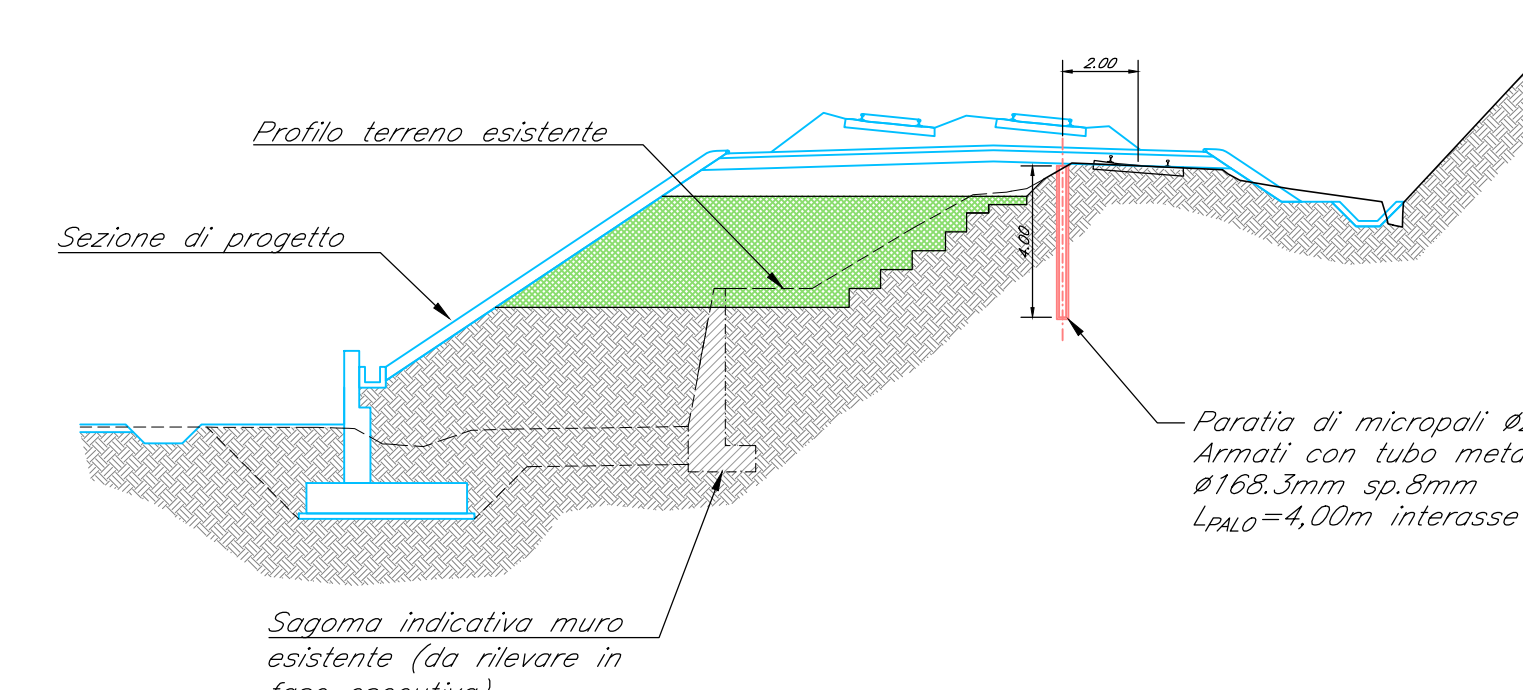 2.00
Profilo terreno esistente
Sezione di progetto
4.00
Paratia di micropali
Armati con tubo
Ø168.3mm sp.8mm
LPALO=4,00m interasse
Sagoma indicativa muro
esistente (da rilevare in